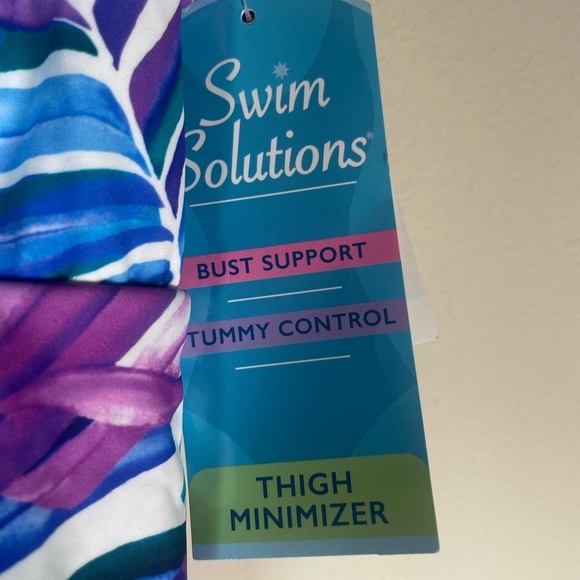 Swim
Solutions®
BUST SUPPORT
TUMMY CONTROL
THIGH
MINIMIZER